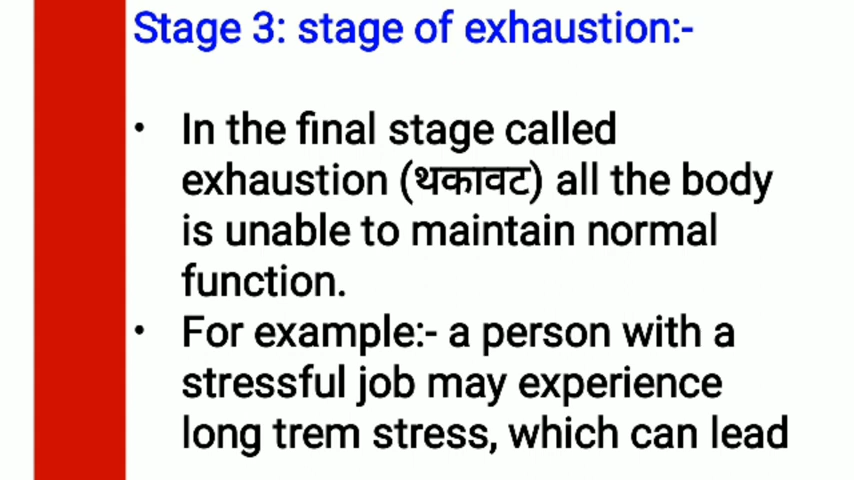 Stage 3: stage of exhaustion:-
• In the final stage called
exhaustion (थकावट) all the body
is unable to maintain normal
function.
• For example:- a person with a
stressful job may experience
long trem stress, which can lead